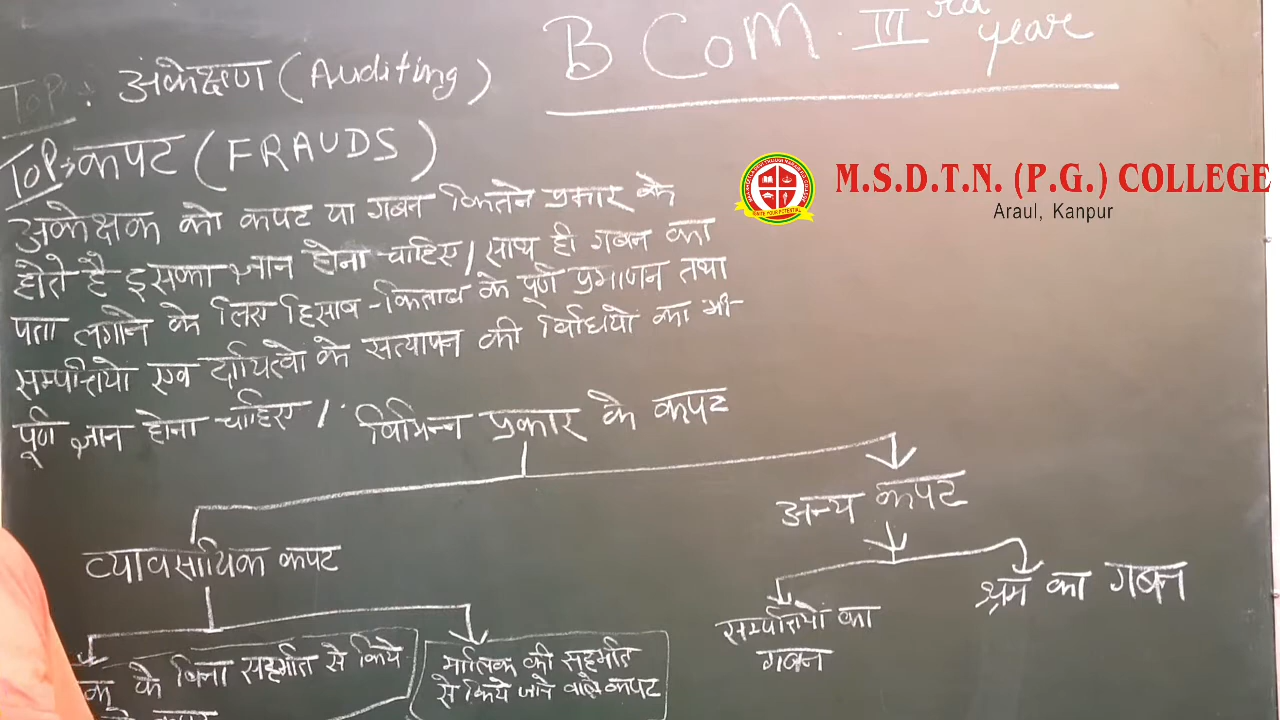 B CoM. III rd year
TOP: अंकेक्षण (Auditing)
TOP:→ कपट (FRAUDS)
M.S.D.T.N. (P.G.) COLLEGE
Araul, Kanpur
अकेक्षक को कपट या गबन कितने प्रकार के
होते है इसका ज्ञान होना चाहिए / साथ ही गबन का
पता लगाने के लिए हिसाब-किताब के पूर्ण प्रमाणन तथा
सम्पत्तियो एव दायित्वो के सत्यापन की विधियो का भी-
पूर्ण ज्ञान होना चाहिए /
विभिन्न प्रकार के कपट
अन्य कपट
व्यावसायिक कपट
श्रम का गबन
सम्पत्तियों का
गबन
क के बिना सहमति से किये
मालिक की सहमति
से किये जाने वाले कपट